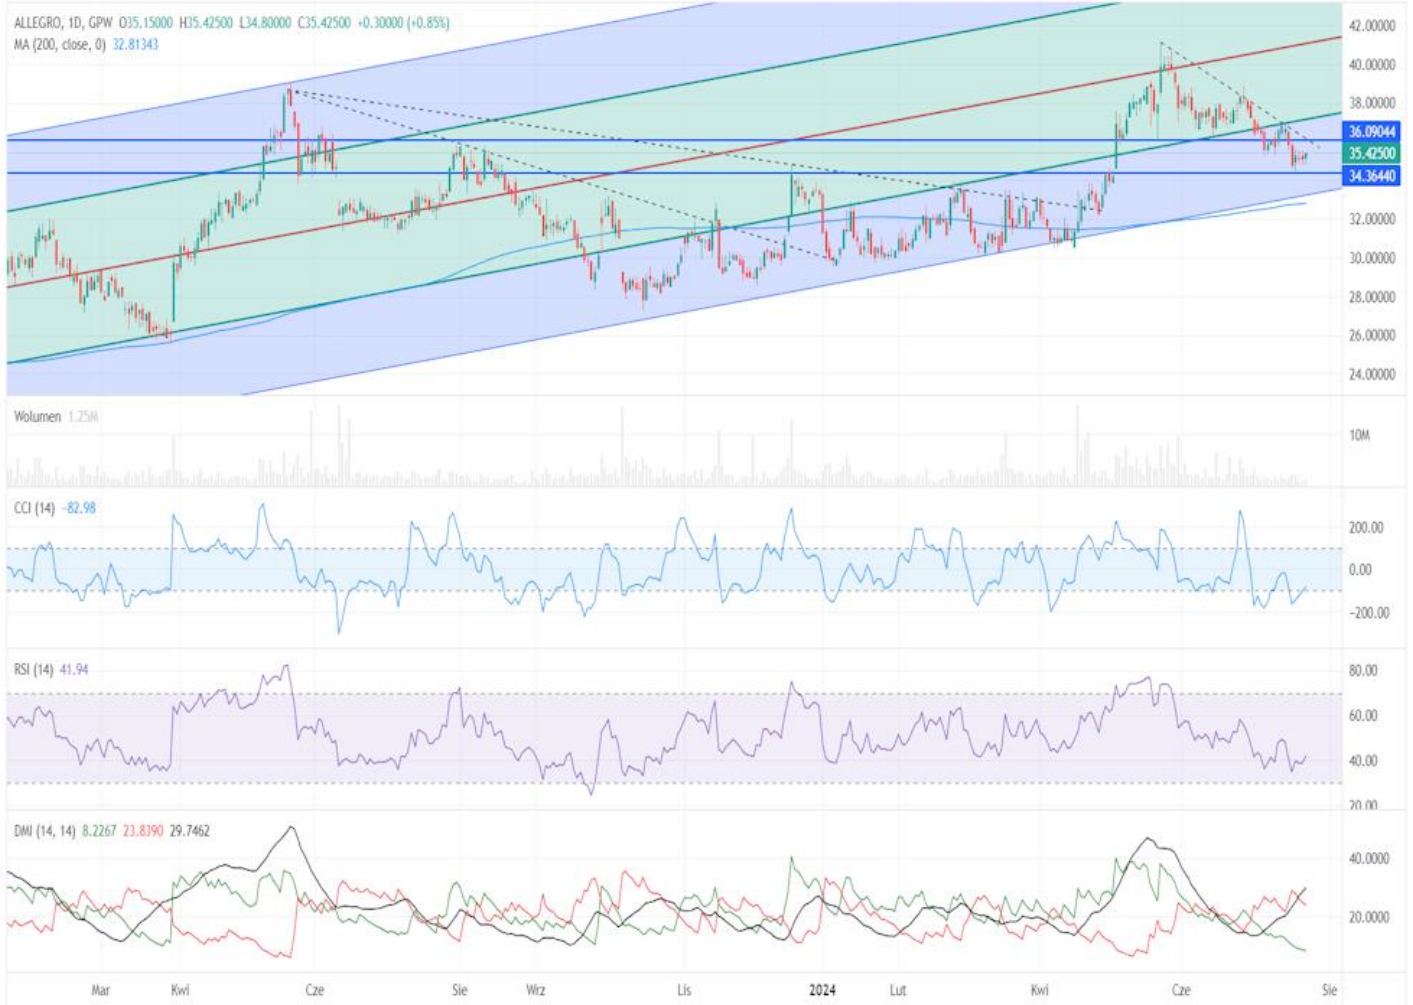 ALLEGRO, 1D, GPW O35.15000 H35.42500 L34.80000 C35.42500 +0.30000 (+0.85%)
MA (200, close, 0) 32.81343
42.00000
40.00000
38.00000
36.09044
35.42500
34.36440
32.00000
30.00000
28.00000
26.00000
24.00000
Wolumen 1.25M
10M
CCI (14) −82.98
200.00
0.00
−200.00
RSI (14) 41.94
80.00
60.00
40.00
20.00
DMI (14, 14) 8.2267 23.8390 29.7462
40.0000
20.0000
Mar Kwi Cze Sie Wrz Lis 2024 Lut Kwi Cze Sie